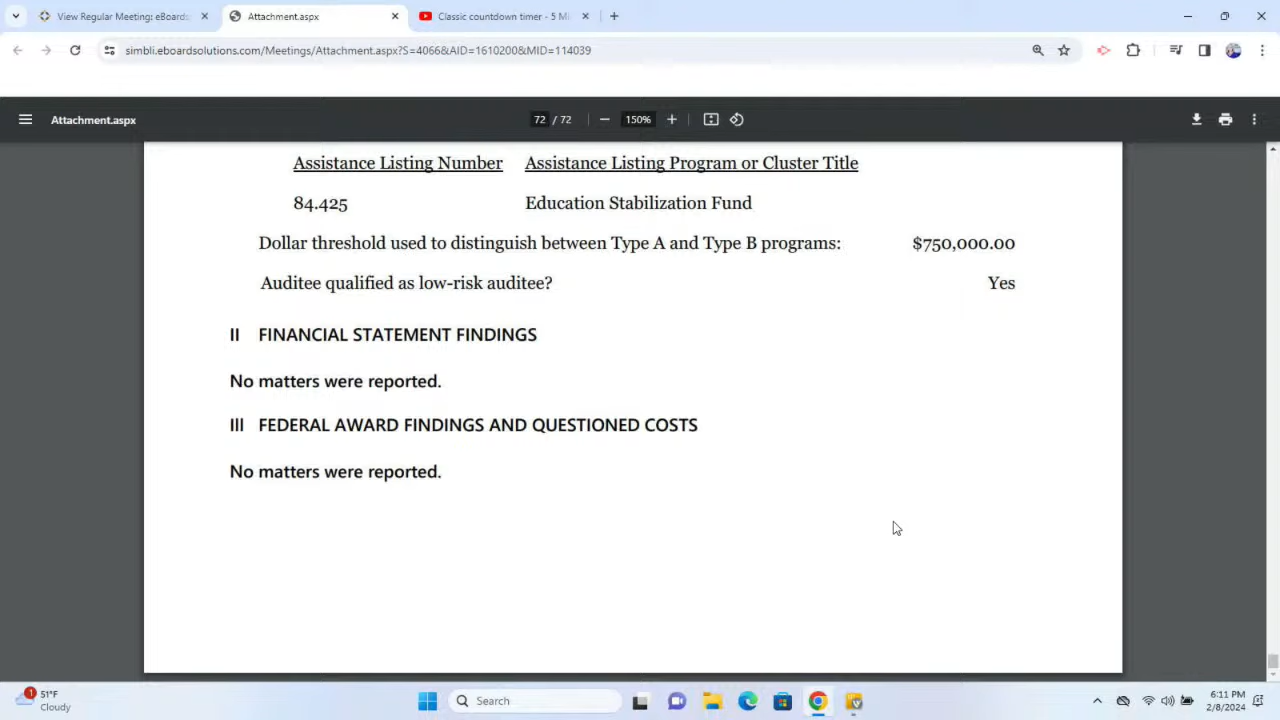 View Regular Meeting: eBoards
Attachment.aspx
Classic countdown timer - 5 Mi
simbli.eboardsolutions.com/Meetings/Attachment.aspx?S=4066&AID=1610200&MID=114039
Attachment.aspx
72 / 72
150%
Assistance Listing Number Assistance Listing Program or Cluster Title
84.425 Education Stabilization Fund
Dollar threshold used to distinguish between Type A and Type B programs: $750,000.00
Auditee qualified as low-risk auditee? Yes
II FINANCIAL STATEMENT FINDINGS
No matters were reported.
III FEDERAL AWARD FINDINGS AND QUESTIONED COSTS
No matters were reported.
1
51°F
Cloudy
Search
6:11 PM
2/8/2024